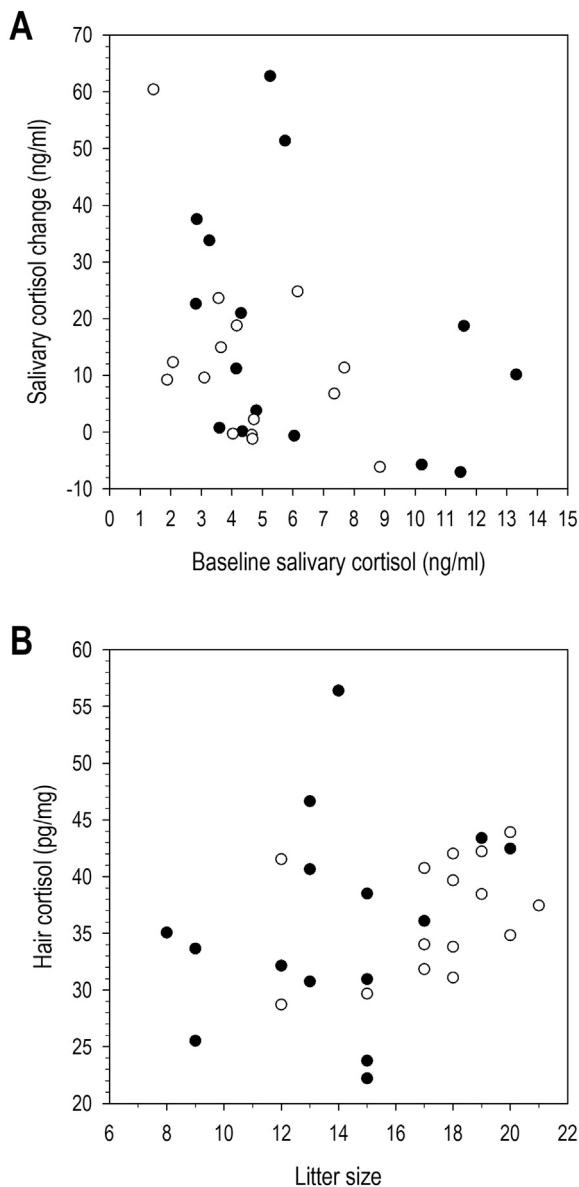 A
70
60
50
40
30
20
10
0
-10
Salivary cortisol change (ng/ml)
0 1 2 3 4 5 6 7 8 9 10 11 12 13 14 15
Baseline salivary cortisol (ng/ml)
B
60
55
50
45
40
35
30
25
20
Hair cortisol (pg/mg)
6 8 10 12 14 16 18 20 22
Litter size